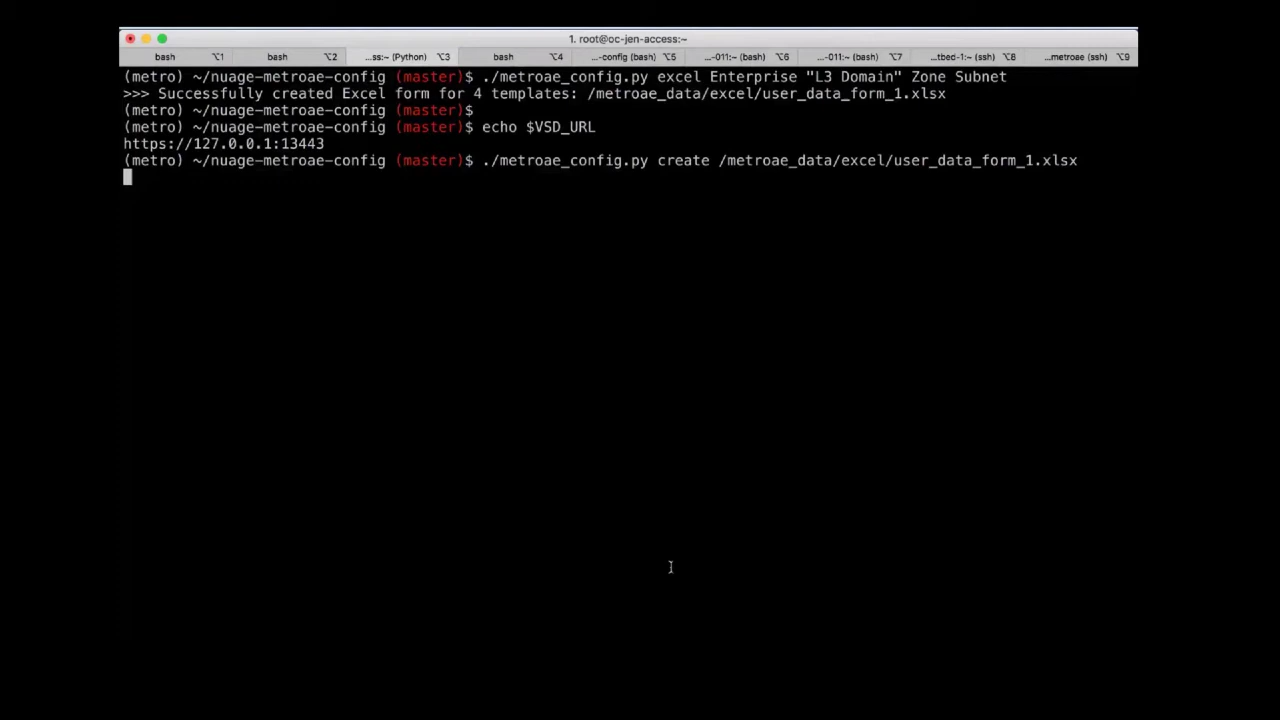 1. root@oc-jen-access:~
bash ⌥1 bash ⌥2 ...ss:~ (Python) ⌥3 bash ⌥4 ...-config (bash) ⌥5 ...-011:~ (bash) ⌥6 ...-011:~ (bash) ⌥7 ...tbed-1:~ (ssh) ⌥8 ...metroae (ssh) ⌥9
(metro) ~/nuage-metroae-config (master)$ ./metroae_config.py excel Enterprise "L3 Domain" Zone Subnet
>>> Successfully created Excel form for 4 templates: /metroae_data/excel/user_data_form_1.xlsx
(metro) ~/nuage-metroae-config (master)$
(metro) ~/nuage-metroae-config (master)$ echo $VSD_URL
https://127.0.0.1:13443
(metro) ~/nuage-metroae-config (master)$ ./metroae_config.py create /metroae_data/excel/user_data_form_1.xlsx